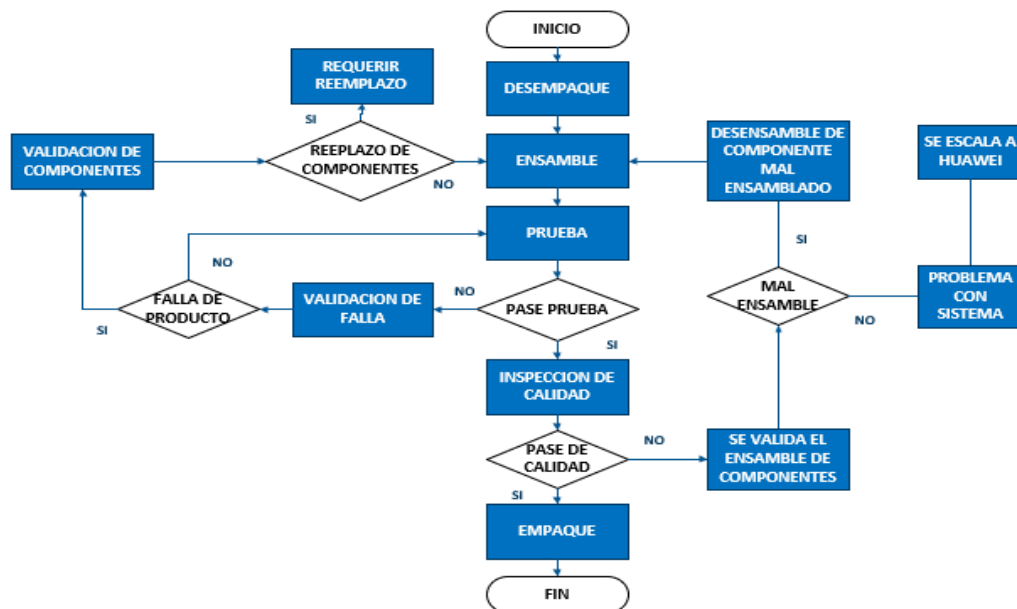 INICIO
REQUERIR
REEMPLAZO
DESEMPAQUE
SI
VALIDACION DE
COMPONENTES
REEPLAZO DE
COMPONENTES
NO
ENSAMBLE
DESENSAMBLE DE
COMPONENTE
MAL
ENSAMBLADO
SE ESCALA A
HUAWEI
PRUEBA
SI
NO
FALLA DE
PRODUCTO
SI
VALIDACION DE
FALLA
NO
PASE PRUEBA
SI
MAL
ENSAMBLE
NO
PROBLEMA
CON
SISTEMA
INSPECCION DE
CALIDAD
PASE DE
CALIDAD
NO
SI
SE VALIDA EL
ENSAMBLE DE
COMPONENTES
EMPAQUE
FIN